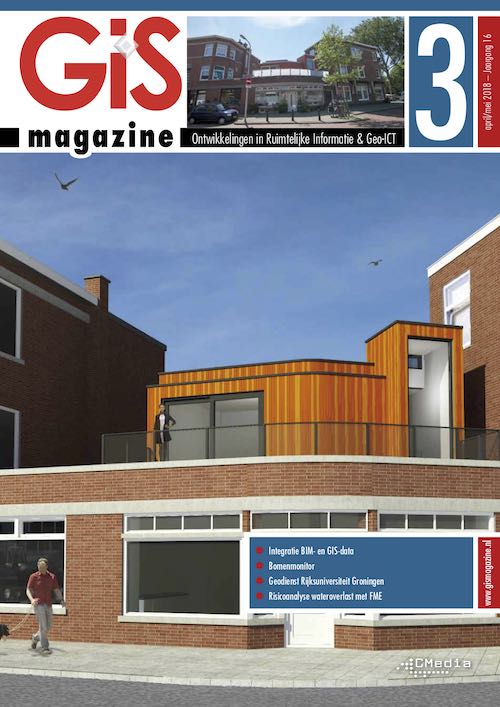 GiS
magazine
Ontwikkelingen in Ruimtelijke Informatie & Geo-ICT
3
april/mei 2018 — Jaargang 16
Integratie BIM- en GIS-data
Bomenmonitor
Geodienst Rijksuniversiteit Groningen
Risicoanalyse wateroverlast met FME
www.gismagazine.nl
CMedia